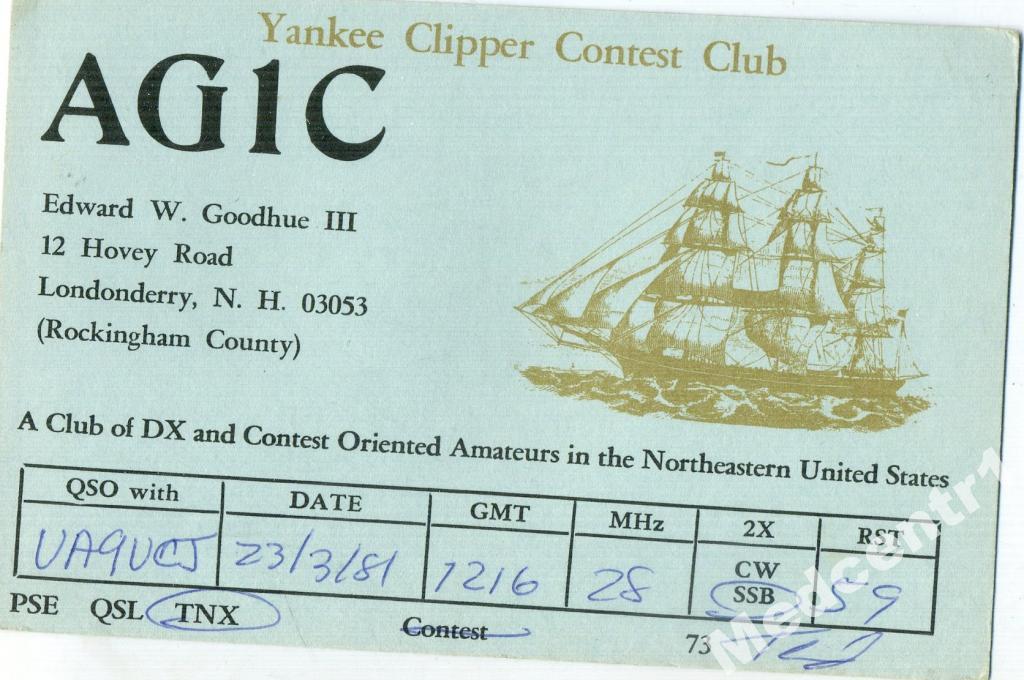 Yankee Clipper Contest Club
AG1C
Edward W. Goodhue III
12 Hovey Road
Londonderry, N. H. 03053
(Rockingham County)
A Club of DX and Contest Oriented Amateurs in the Northeastern United States
QSO with DATE GMT MHz 2X RST
UA9UCJ 23/3/81 1216 28 CW SSB 59
PSE QSL TNX Contest 73
Medcentr1